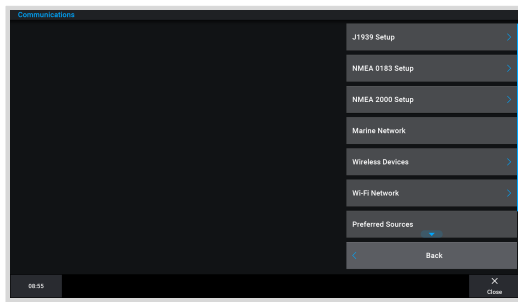 Communications
J1939 Setup
NMEA 0183 Setup
NMEA 2000 Setup
Marine Network
Wireless Devices
Wi-Fi Network
Preferred Sources
Back
08:55
Close